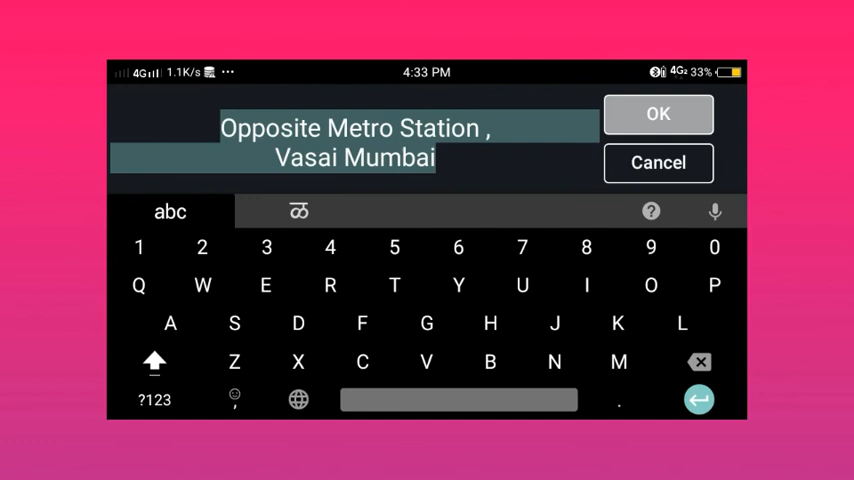 4G 1.1K/s ... 4:33 PM 4G2 33%
Opposite Metro Station ,
Vasai Mumbai
OK
Cancel
abc ळ ?
1 2 3 4 5 6 7 8 9 0
Q W E R T Y U I O P
A S D F G H J K L
Z X C V B N M
?123 , .